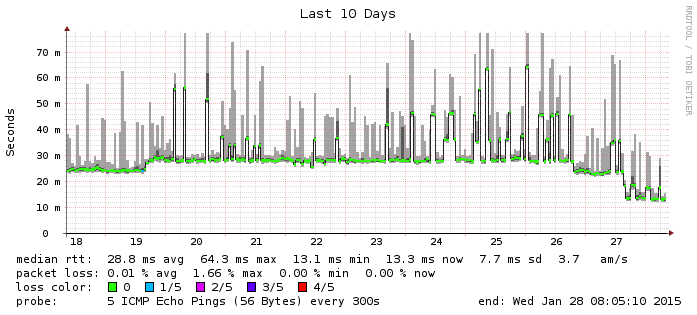 Last 10 Days
RRDTOOL / TOBI OETIKER
Seconds
70 m
60 m
50 m
40 m
30 m
20 m
10 m
0
18 19 20 21 22 23 24 25 26 27
median rtt: 28.8 ms avg 64.3 ms max 13.1 ms min 13.3 ms now 7.7 ms sd 3.7 am/s
packet loss: 0.01 % avg 1.66 % max 0.00 % min 0.00 % now
loss color: 0 1/5 2/5 3/5 4/5
probe: 5 ICMP Echo Pings (56 Bytes) every 300s end: Wed Jan 28 08:05:10 2015